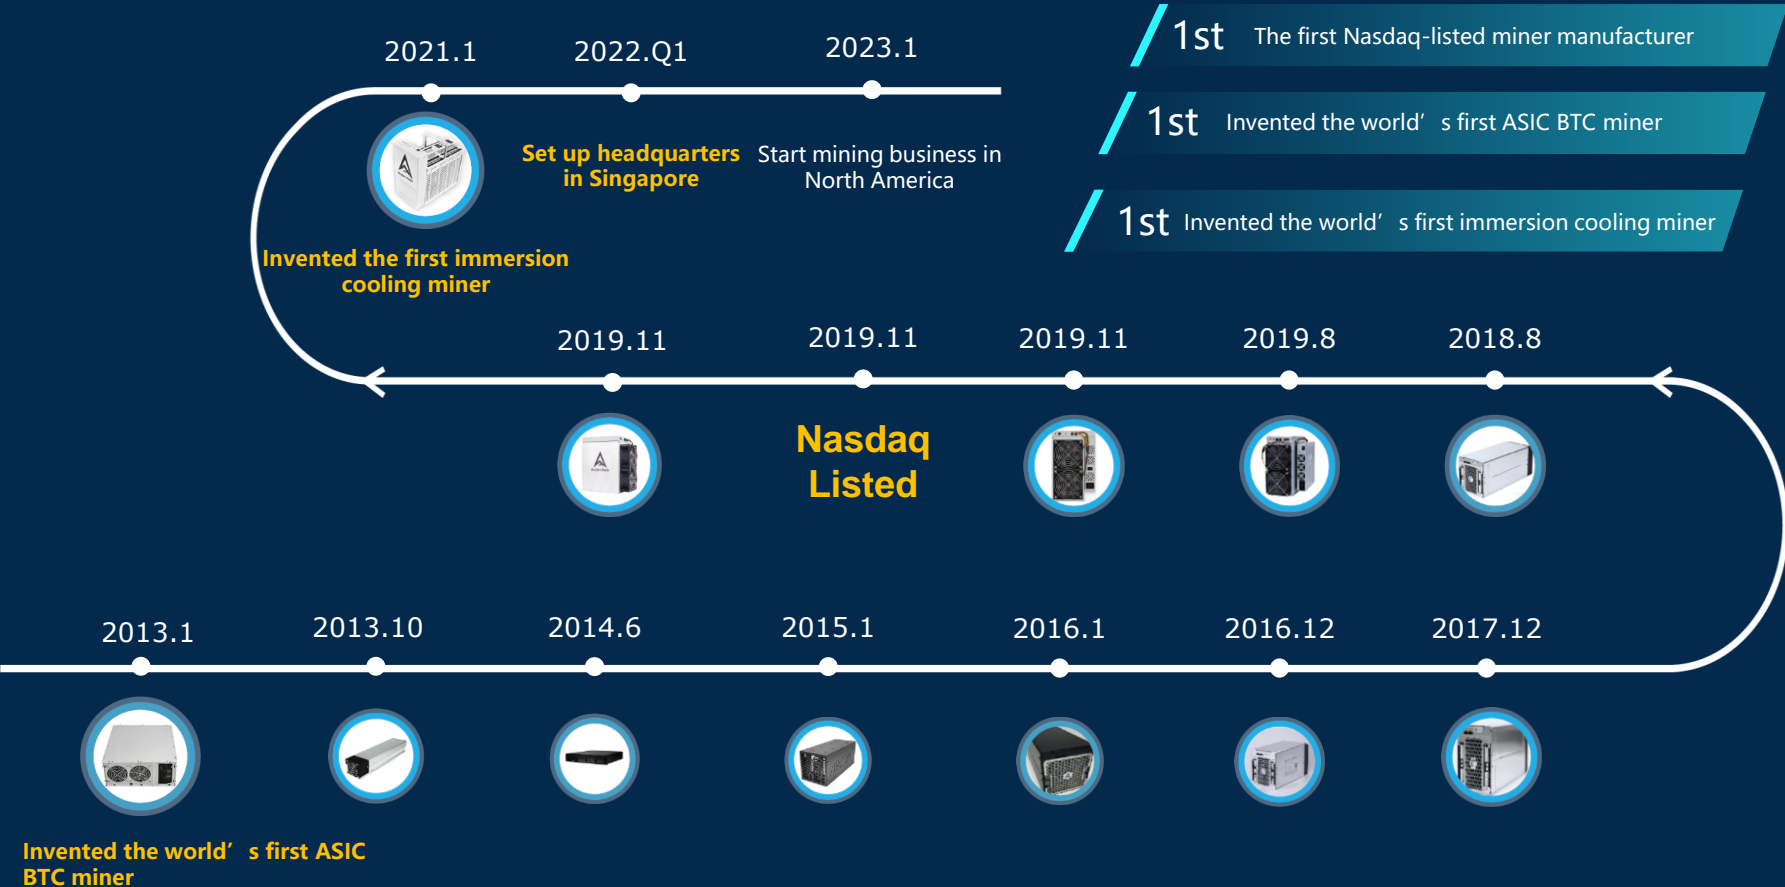 2021.1
2022.Q1
2023.1
Set up headquarters
in Singapore
Start mining business in
North America
Invented the first immersion
cooling miner
1st The first Nasdaq-listed miner manufacturer
1st Invented the world’s first ASIC BTC miner
1st Invented the world’s first immersion cooling miner
2019.11
2019.11
2019.11
2019.8
2018.8
Nasdaq
Listed
2013.1
2013.10
2014.6
2015.1
2016.1
2016.12
2017.12
Invented the world’s first ASIC
BTC miner